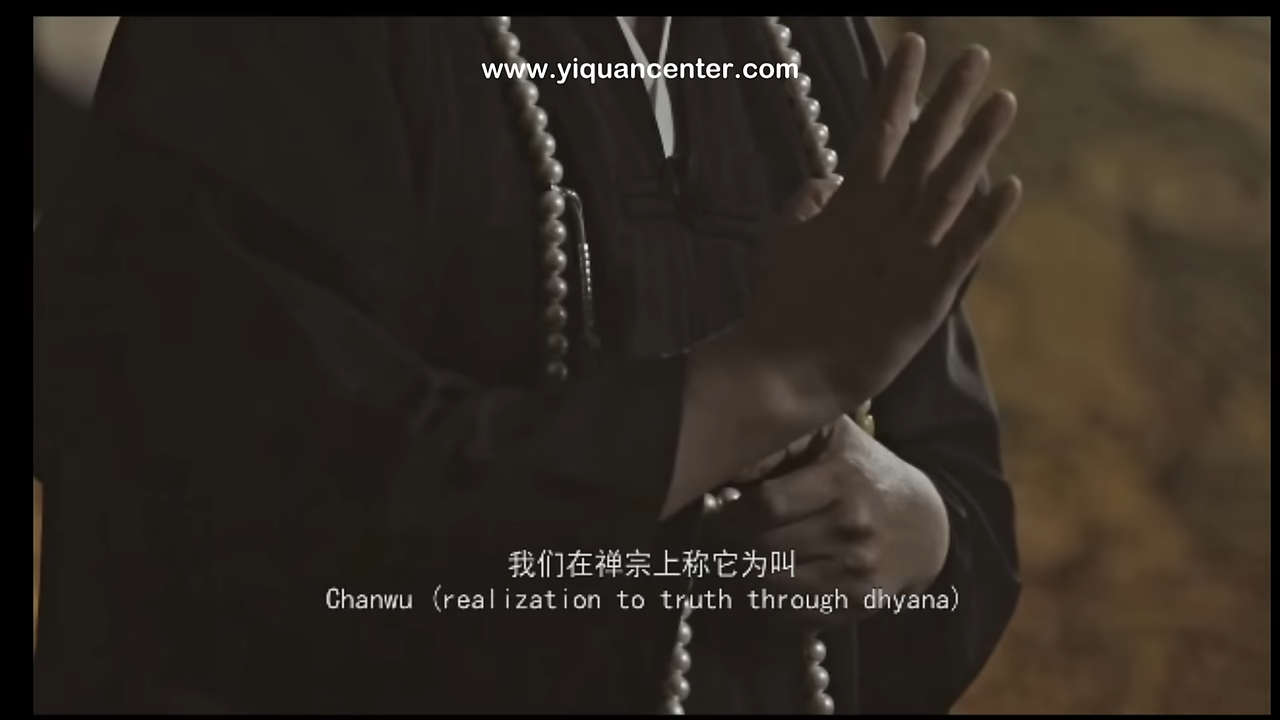 www.yiquancenter.com
我们在禅宗上称它为叫
Chanwu (realization to truth through dhyana)